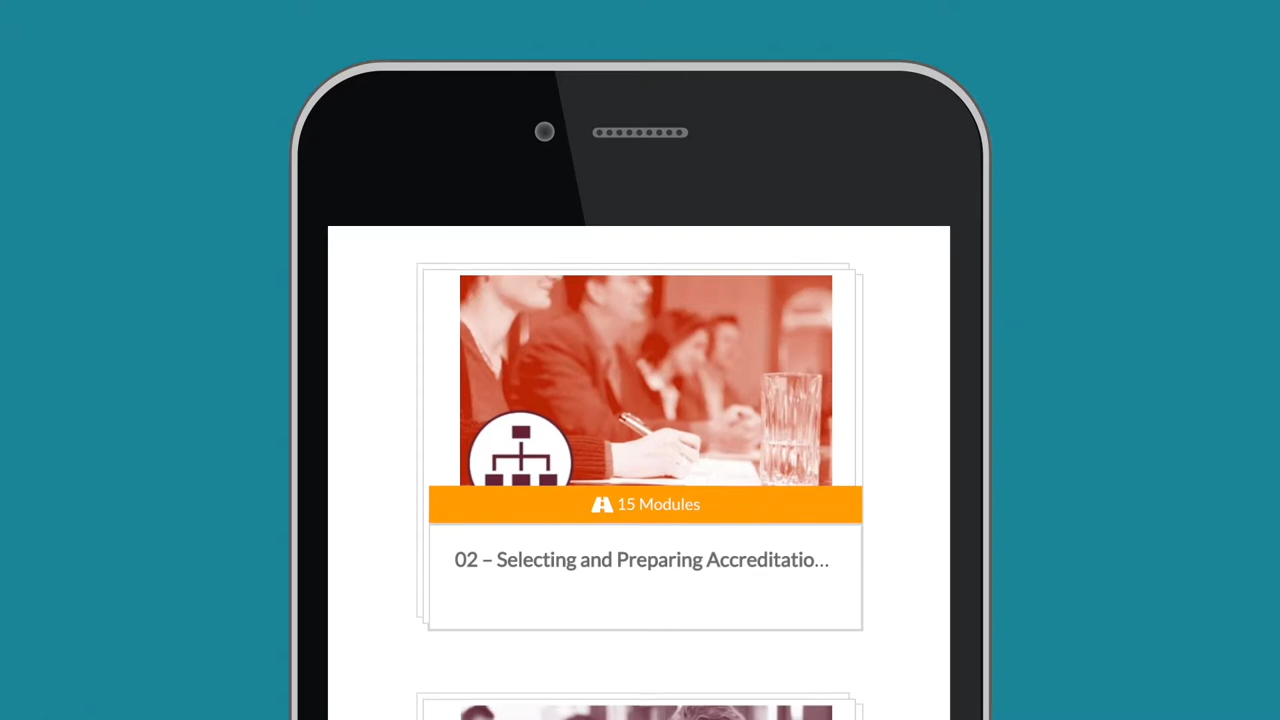 15 Modules
02 – Selecting and Preparing Accreditatio...